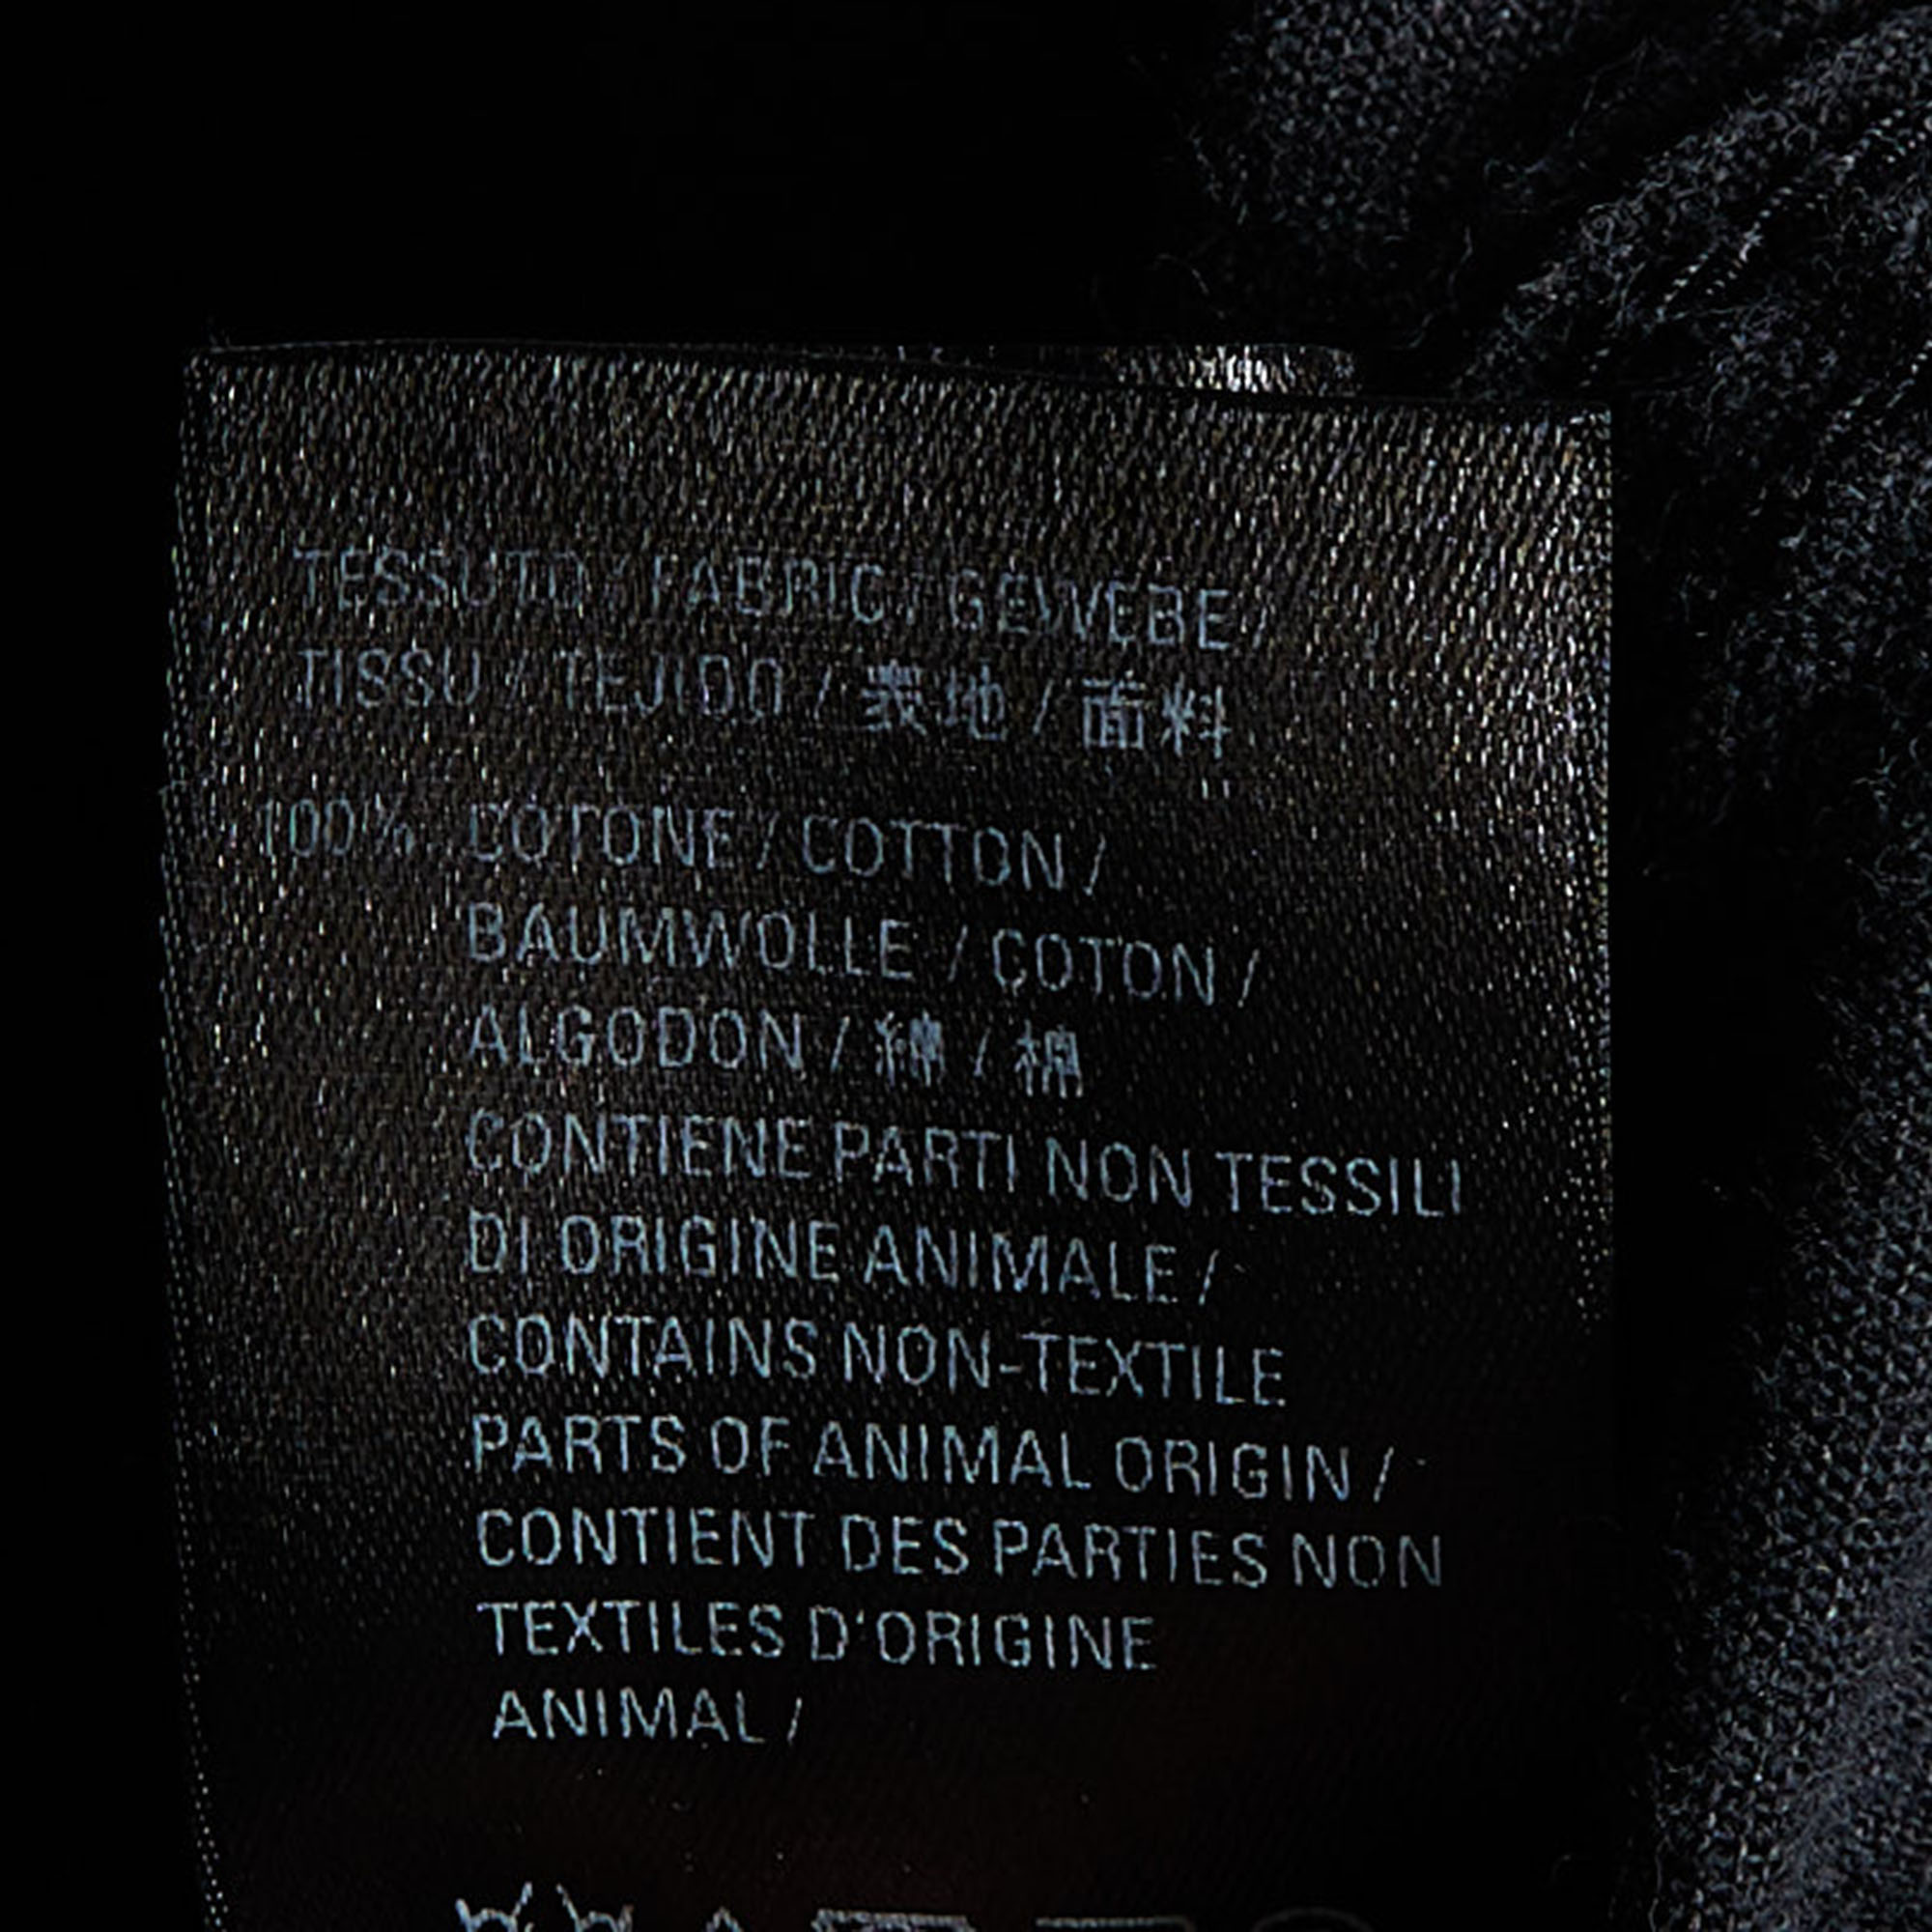 TESSUTO / FABRIC / GEWEBE /
TISSU / TEJIDO / 表地 / 面料
100% COTONE / COTTON /
BAUMWOLLE / COTON /
ALGODON / 綿 / 棉
CONTIENE PARTI NON TESSILI
DI ORIGINE ANIMALE /
CONTAINS NON-TEXTILE
PARTS OF ANIMAL ORIGIN /
CONTIENT DES PARTIES NON
TEXTILES D'ORIGINE
ANIMAL /